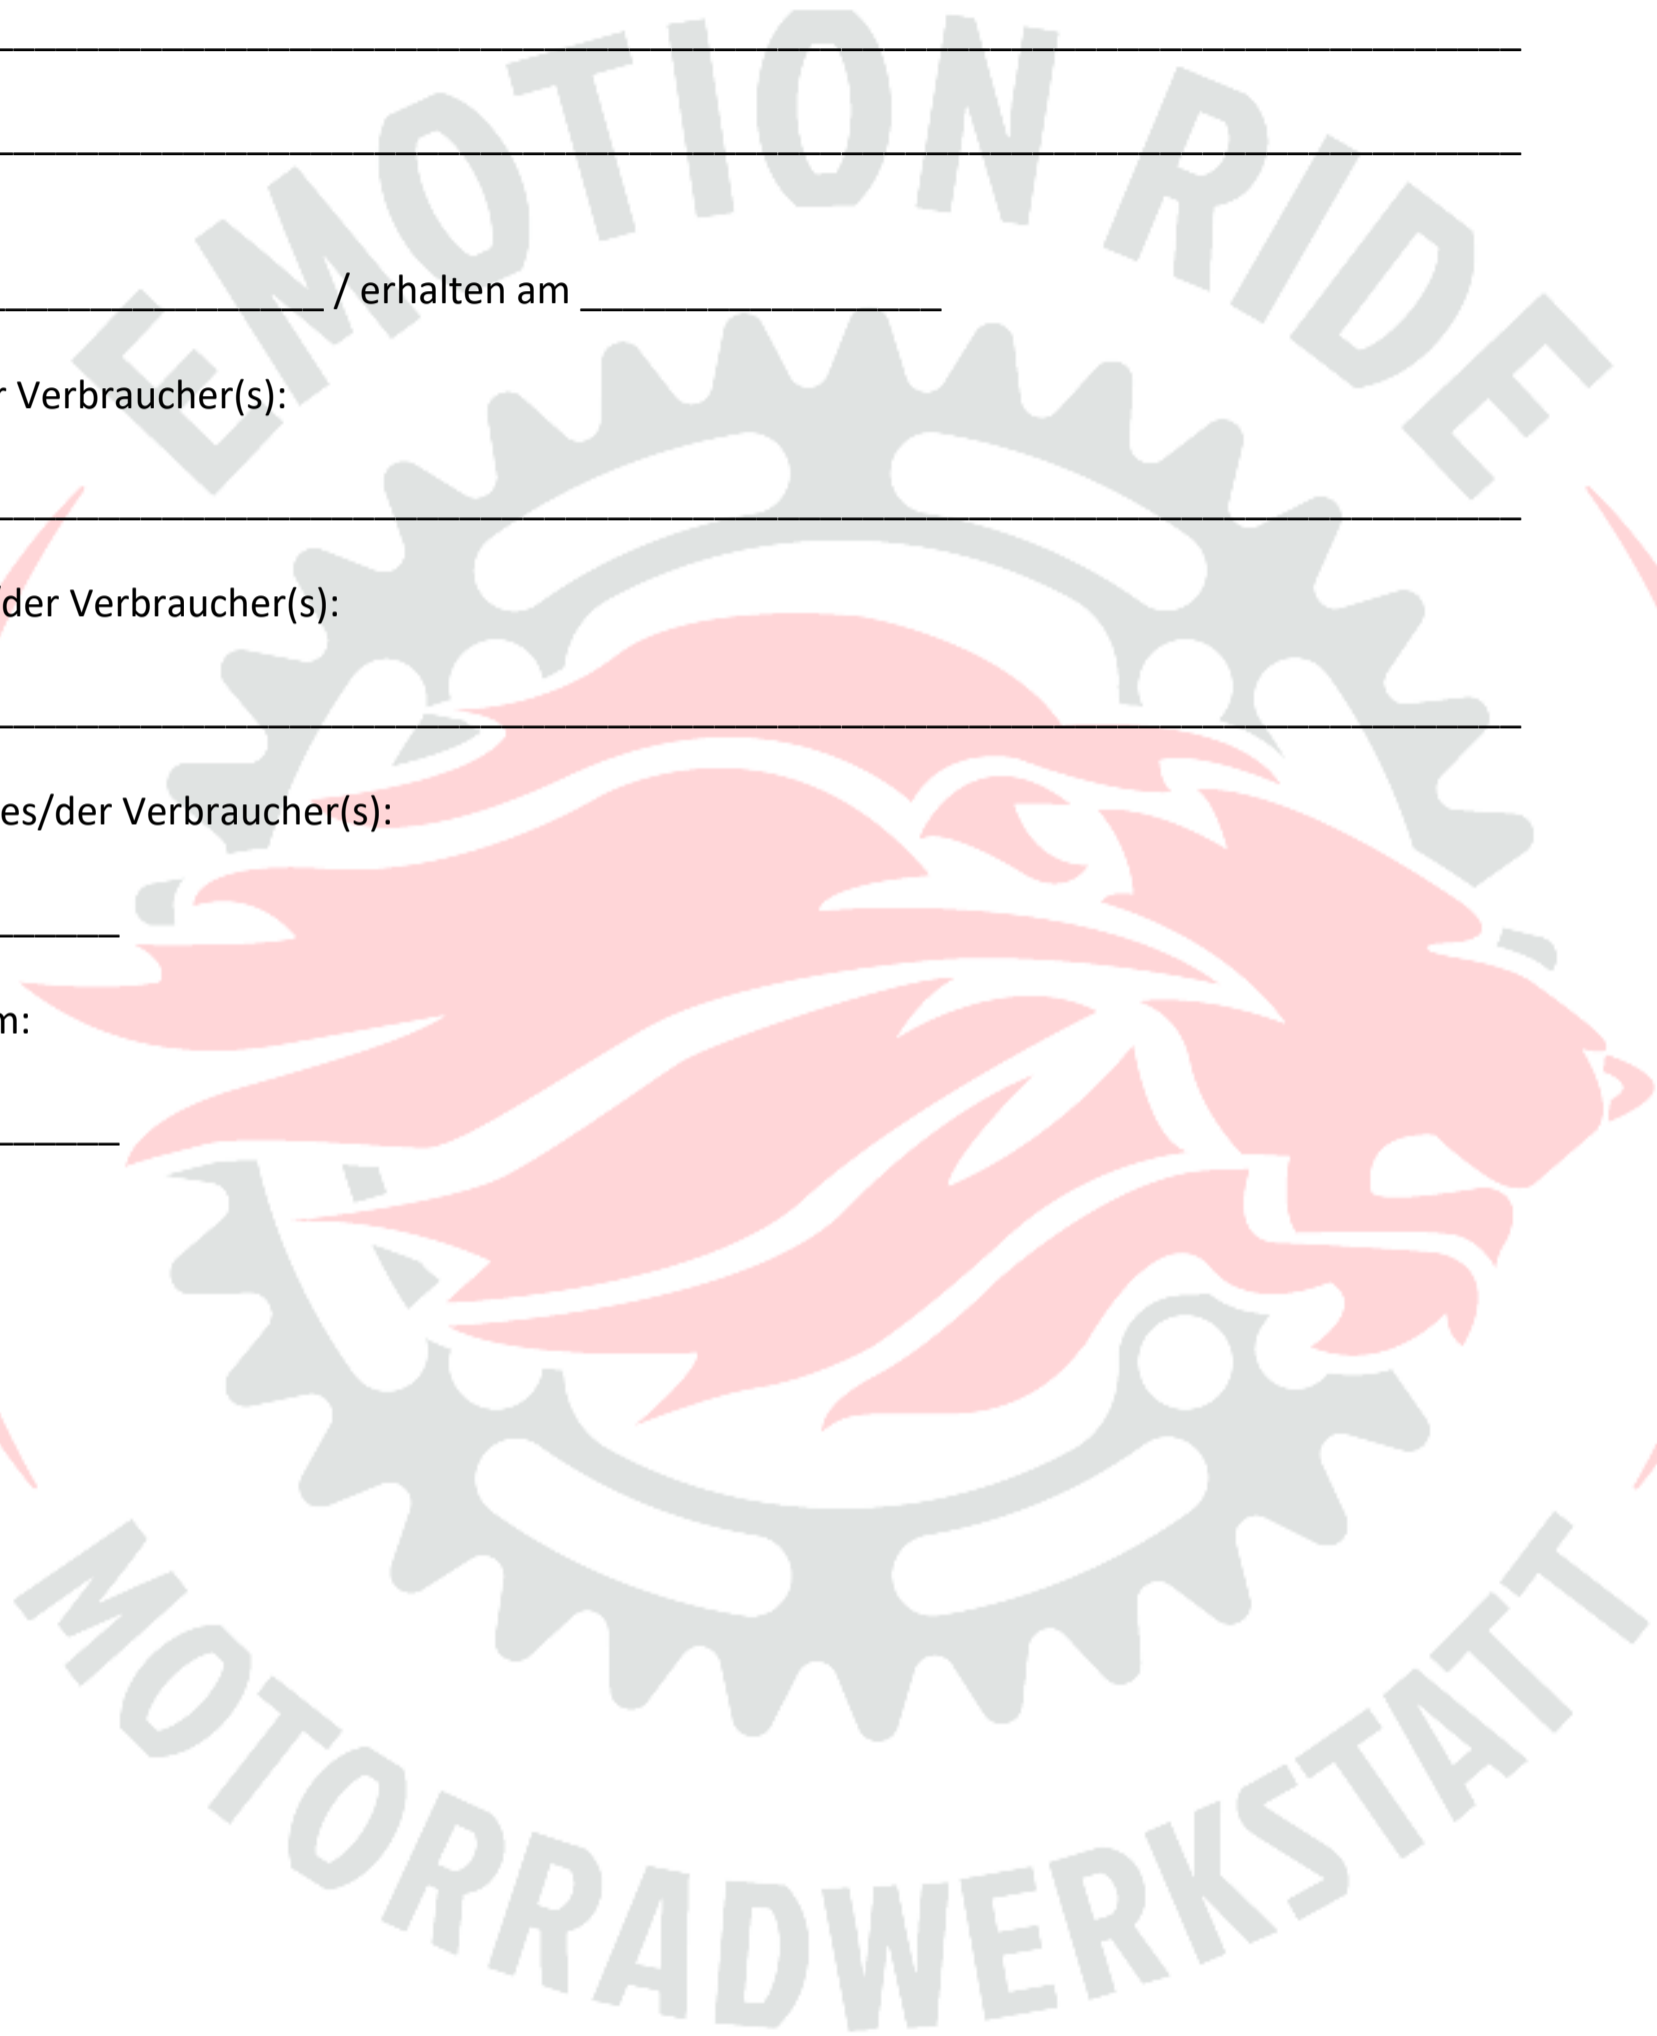 EMOTION RIDE
/ erhalten am
r Verbraucher(s):
der Verbraucher(s):
es/der Verbraucher(s):
m:
MOTORRADWERKSTATT